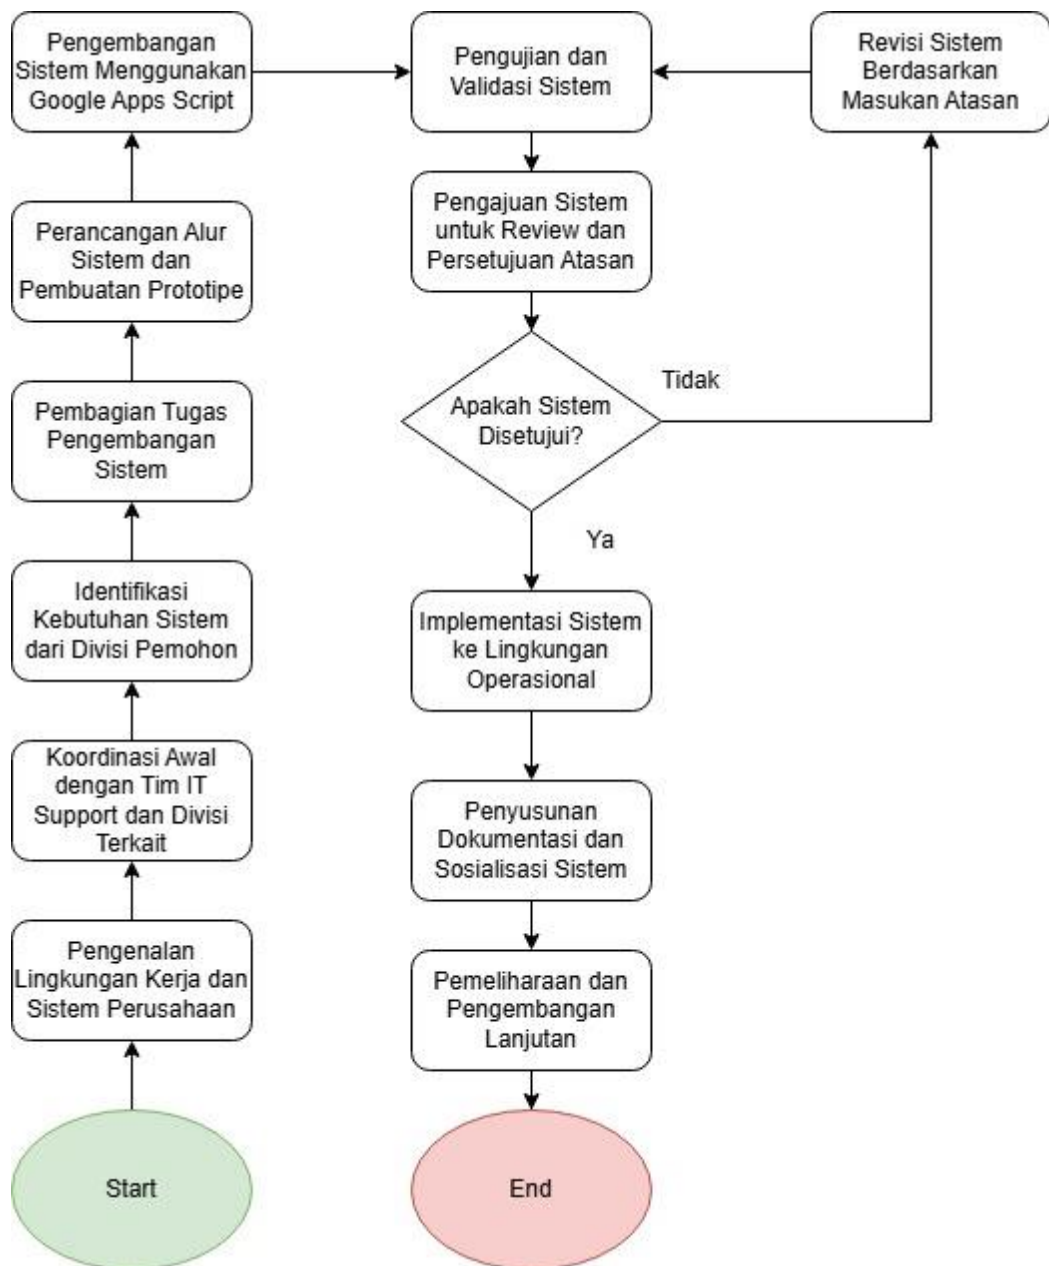 Pengembangan
Sistem Menggunakan
Google Apps Script
Pengujian dan
Validasi Sistem
Revisi Sistem
Berdasarkan
Masukan Atasan
Perancangan Alur
Sistem dan
Pembuatan Prototipe
Pengajuan Sistem
untuk Review dan
Persetujuan Atasan
Pembagian Tugas
Pengembangan
Sistem
Apakah Sistem
Disetujui?
Tidak
Ya
Identifikasi
Kebutuhan Sistem
dari Divisi Pemohon
Implementasi Sistem
ke Lingkungan
Operasional
Koordinasi Awal
dengan Tim IT
Support dan Divisi
Terkait
Penyusunan
Dokumentasi dan
Sosialisasi Sistem
Pengenalan
Lingkungan Kerja dan
Sistem Perusahaan
Pemeliharaan dan
Pengembangan
Lanjutan
Start
End